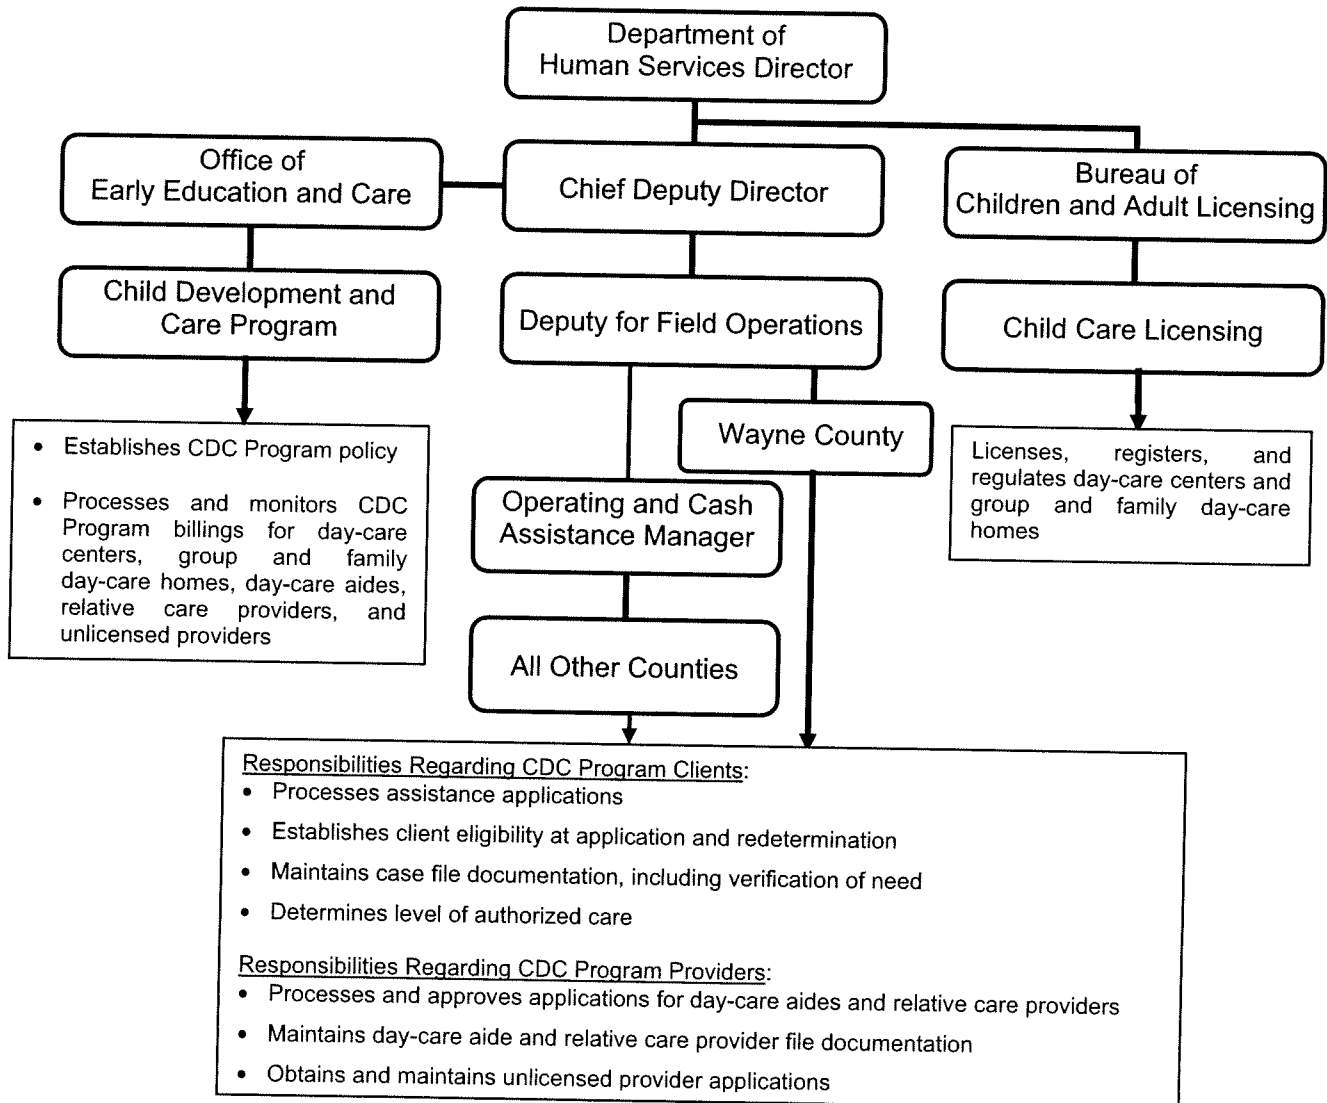 Department of
Human Services Director
Office of
Early Education and Care
Chief Deputy Director
Bureau of
Children and Adult Licensing
Child Development and
Care Program
Deputy for Field Operations
Child Care Licensing
• Establishes CDC Program policy
• Processes and monitors CDC
Program billings for day-care
centers, group and family
day-care homes, day-care aides,
relative care providers, and
unlicensed providers
Wayne County
Licenses, registers, and
regulates day-care centers and
group and family day-care
homes
Operating and Cash
Assistance Manager
All Other Counties
Responsibilities Regarding CDC Program Clients:
• Processes assistance applications
• Establishes client eligibility at application and redetermination
• Maintains case file documentation, including verification of need
• Determines level of authorized care
Responsibilities Regarding CDC Program Providers:
• Processes and approves applications for day-care aides and relative care providers
• Maintains day-care aide and relative care provider file documentation
• Obtains and maintains unlicensed provider applications